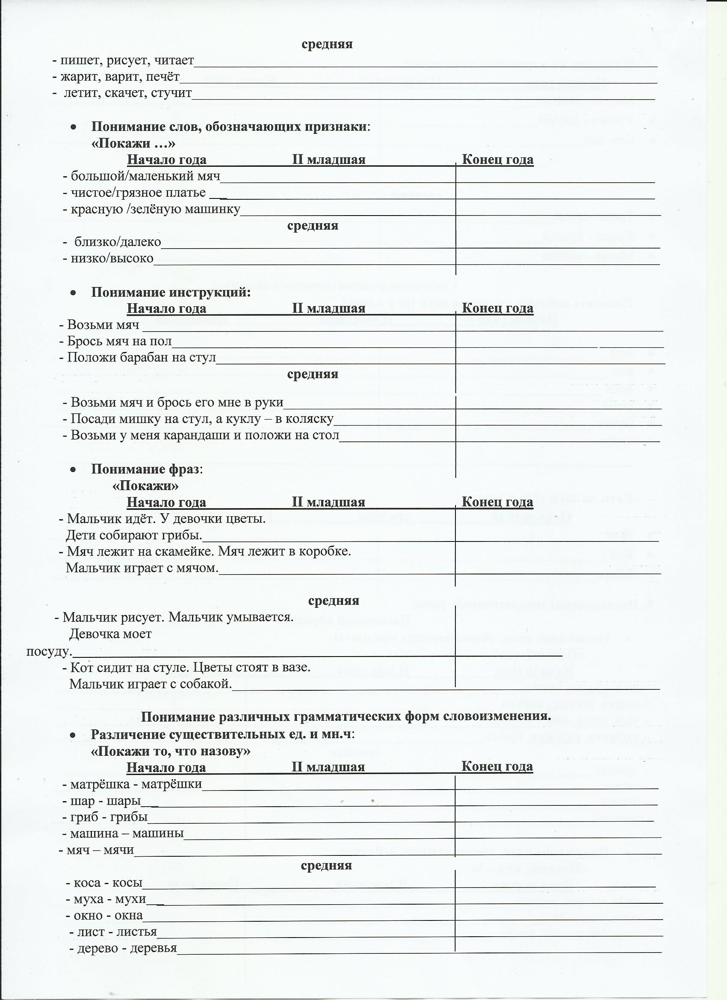 средняя
- пишет, рисует, читает
- жарит, варит, печёт
- летит, скачет, стучит
• Понимание слов, обозначающих признаки:
«Покажи ...»
Начало года II младшая Конец года
- большой/маленький мяч
- чистое/грязное платье
- красную /зелёную машинку
средняя
- близко/далеко
- низко/высоко
• Понимание инструкций:
Начало года II младшая Конец года
- Возьми мяч
- Брось мяч на пол
- Положи барабан на стул
средняя
- Возьми мяч и брось его мне в руки
- Посади мишку на стул, а куклу – в коляску
- Возьми у меня карандаши и положи на стол
• Понимание фраз:
«Покажи»
Начало года II младшая Конец года
- Мальчик идёт. У девочки цветы.
Дети собирают грибы.
- Мяч лежит на скамейке. Мяч лежит в коробке.
Мальчик играет с мячом.
средняя
- Мальчик рисует. Мальчик умывается.
Девочка моет
посуду.
- Кот сидит на стуле. Цветы стоят в вазе.
Мальчик играет с собакой.
Понимание различных грамматических форм словоизменения.
• Различение существительных ед. и мн.ч:
«Покажи то, что назову»
Начало года II младшая Конец года
- матрёшка - матрёшки
- шар - шары
- гриб - грибы
- машина – машины
- мяч – мячи
средняя
- коса - косы
- муха - мухи
- окно - окна
- лист - листья
- дерево - деревья